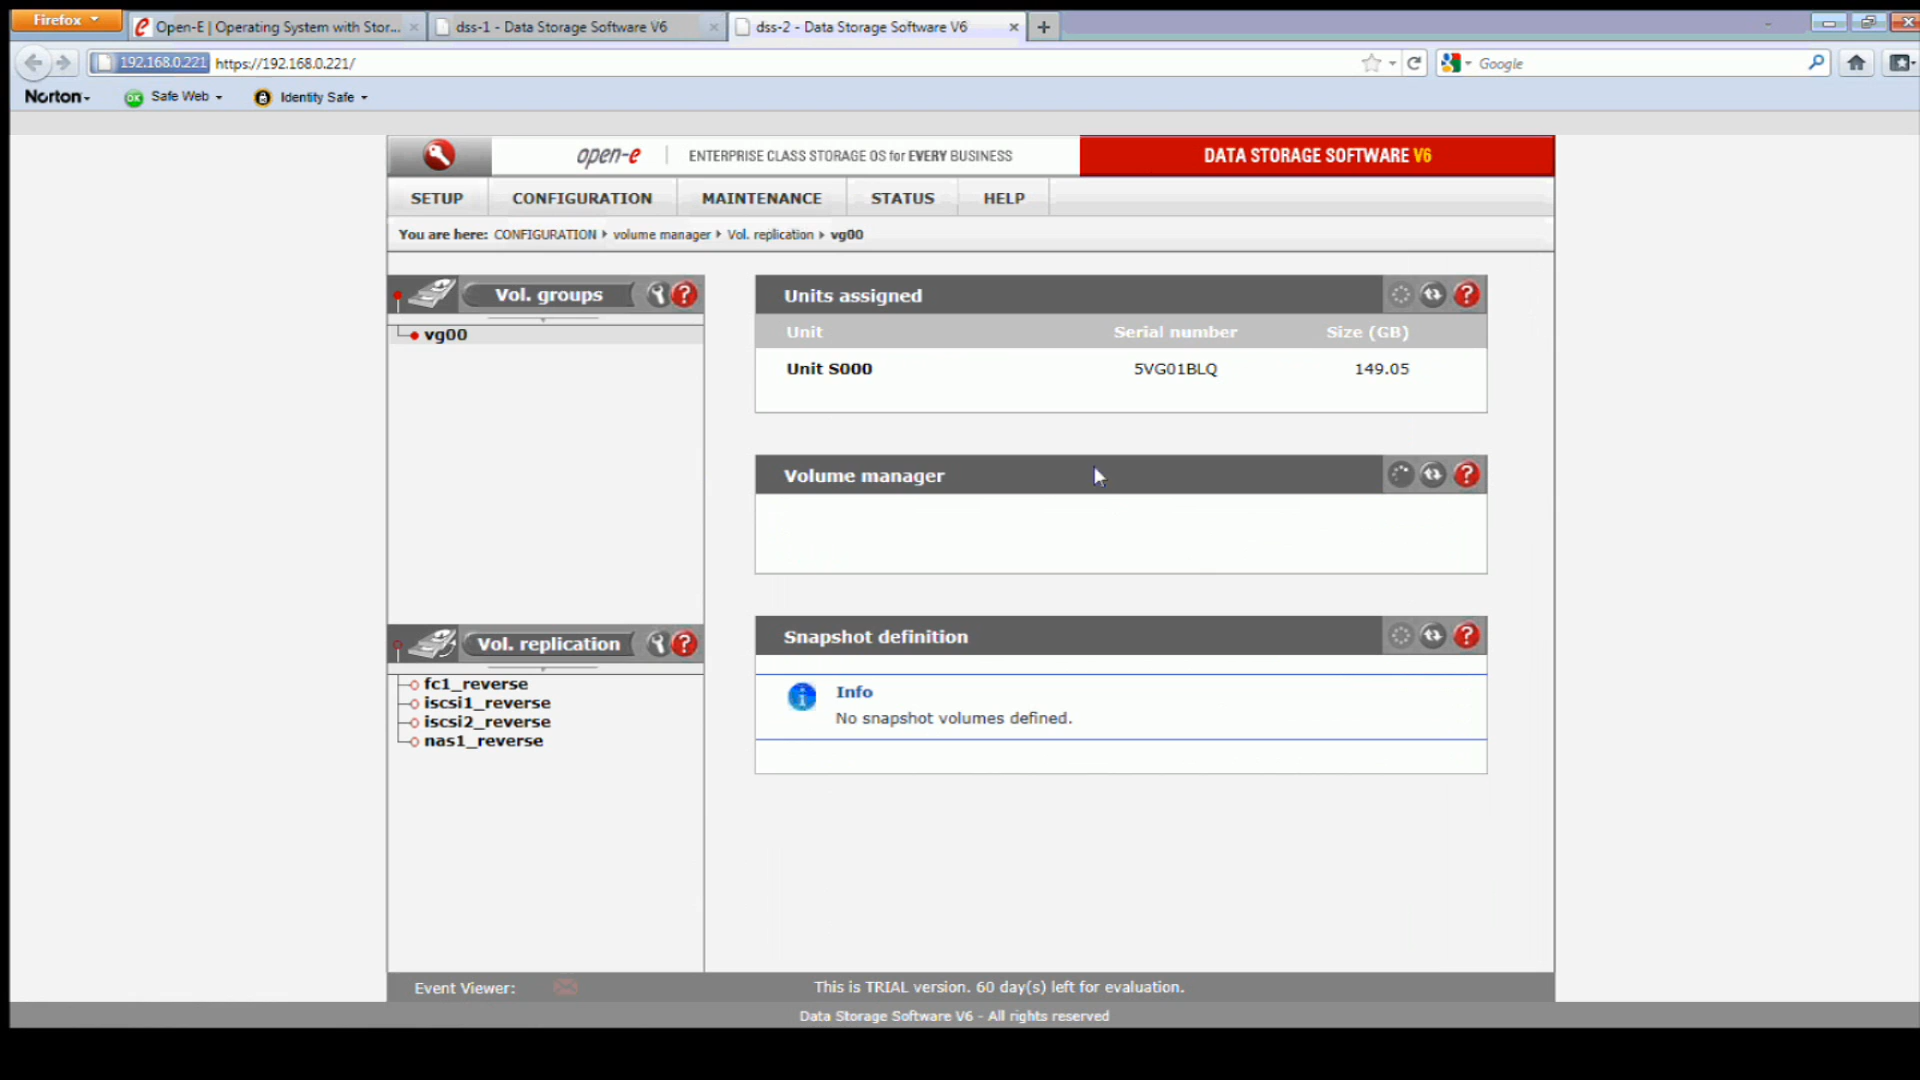 Firefox
Open-E | Operating System with Stor...
dss-1 - Data Storage Software V6
dss-2 - Data Storage Software V6
192.168.0.221
https://192.168.0.221/
Google
Norton
OK
Safe Web
Identity Safe
open-e
ENTERPRISE CLASS STORAGE OS for EVERY BUSINESS
DATA STORAGE SOFTWARE V6
SETUP
CONFIGURATION
MAINTENANCE
STATUS
HELP
You are here: CONFIGURATION volume manager Vol. replication vg00
Vol. groups
?
vg00
Units assigned
?
Unit Serial number Size (GB)
Unit S000 5VG01BLQ 149.05
Volume manager
?
Vol. replication
?
fc1_reverse
iscsi1_reverse
iscsi2_reverse
nas1_reverse
Snapshot definition
?
Info
No snapshot volumes defined.
Event Viewer:
This is TRIAL version. 60 day(s) left for evaluation.
Data Storage Software V6 - All rights reserved